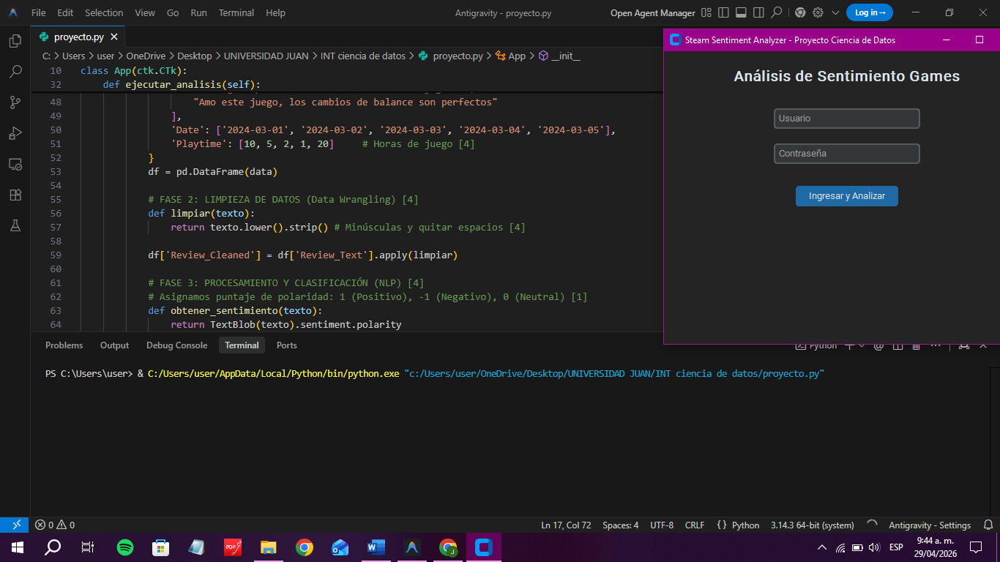 File Edit Selection View Go Run Terminal Help
Antigravity - proyecto.py
Open Agent Manager
Log in →
proyecto.py
C: > Users > user > OneDrive > Desktop > UNIVERSIDAD JUAN > INT ciencia de datos > proyecto.py > App > __init__
10 class App(ctk.CTk):
32 def ejecutar_analisis(self):
48 "Amo este juego, los cambios de balance son perfectos"
49 ],
50 'Date': ['2024-03-01', '2024-03-02', '2024-03-03', '2024-03-04', '2024-03-05'],
51 'Playtime': [10, 5, 2, 1, 20] # Horas de juego [4]
52 }
53 df = pd.DataFrame(data)
54
55 # FASE 2: LIMPIEZA DE DATOS (Data Wrangling) [4]
56 def limpiar(texto):
57 return texto.lower().strip() # Minúsculas y quitar espacios [4]
58
59 df['Review_Cleaned'] = df['Review_Text'].apply(limpiar)
60
61 # FASE 3: PROCESAMIENTO Y CLASIFICACIÓN (NLP) [4]
62 # Asignamos puntaje de polaridad: 1 (Positivo), -1 (Negativo), 0 (Neutral) [1]
63 def obtener_sentimiento(texto):
64 return TextBlob(texto).sentiment.polarity
Steam Sentiment Analyzer - Proyecto Ciencia de Datos
Análisis de Sentimiento Games
Usuario
Contraseña
Ingresar y Analizar
Problems Output Debug Console Terminal Ports
Python
PS C:\Users\user> & C:/Users/user/AppData/Local/Python/bin/python.exe "c:/Users/user/OneDrive/Desktop/UNIVERSIDAD JUAN/INT ciencia de datos/proyecto.py"
0 0
Ln 17, Col 72 Spaces: 4 UTF-8 CRLF {} Python 3.14.3 64-bit (system) Antigravity - Settings
PDF
ESP
9:44 a. m.
29/04/2026